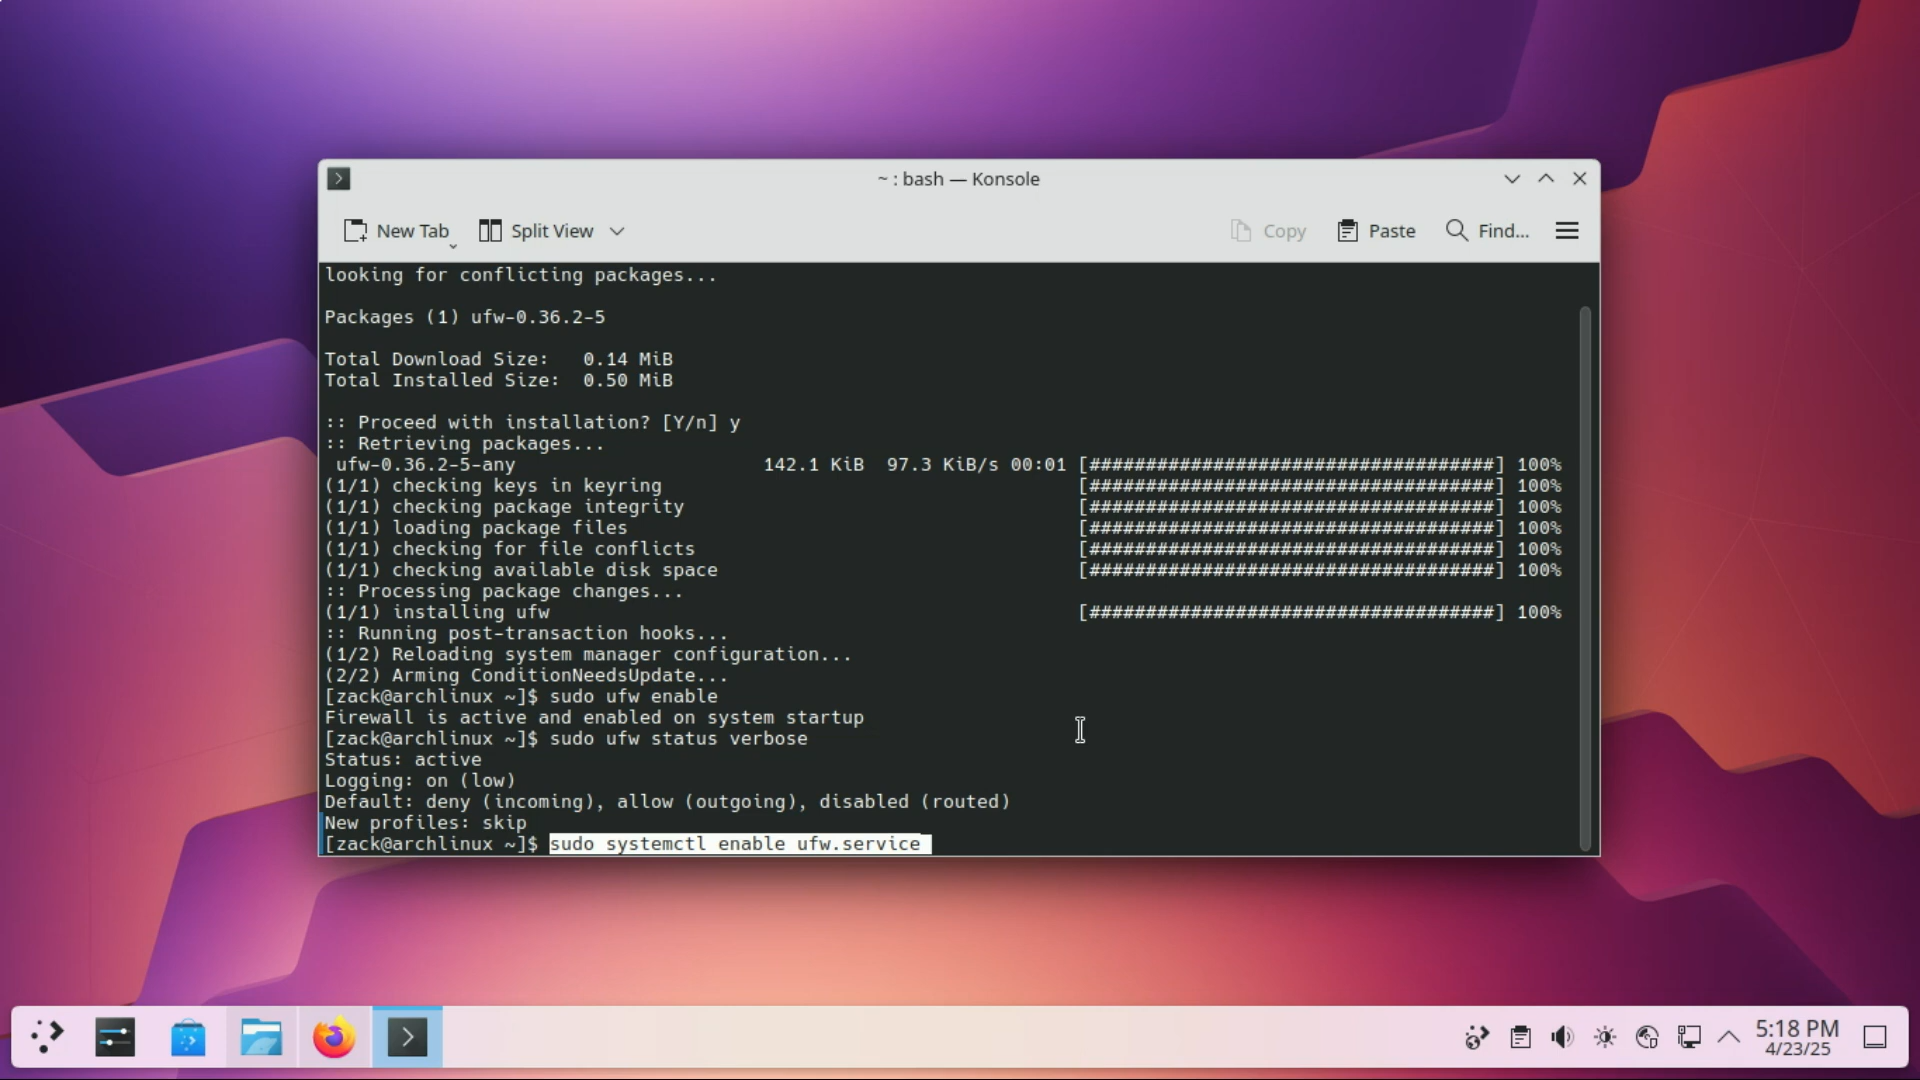 ~ : bash — Konsole
New Tab
Split View
Copy
Paste
Find...
looking for conflicting packages...
Packages (1) ufw-0.36.2-5
Total Download Size:   0.14 MiB
Total Installed Size:  0.50 MiB
:: Proceed with installation? [Y/n] y
:: Retrieving packages...
ufw-0.36.2-5-any 142.1 KiB  97.3 KiB/s 00:01 [####################################] 100%
(1/1) checking keys in keyring [####################################] 100%
(1/1) checking package integrity [####################################] 100%
(1/1) loading package files [####################################] 100%
(1/1) checking for file conflicts [####################################] 100%
(1/1) checking available disk space [####################################] 100%
:: Processing package changes...
(1/1) installing ufw [####################################] 100%
:: Running post-transaction hooks...
(1/2) Reloading system manager configuration...
(2/2) Arming ConditionNeedsUpdate...
[zack@archlinux ~]$ sudo ufw enable
Firewall is active and enabled on system startup
[zack@archlinux ~]$ sudo ufw status verbose
Status: active
Logging: on (low)
Default: deny (incoming), allow (outgoing), disabled (routed)
New profiles: skip
[zack@archlinux ~]$ sudo systemctl enable ufw.service
5:18 PM
4/23/25